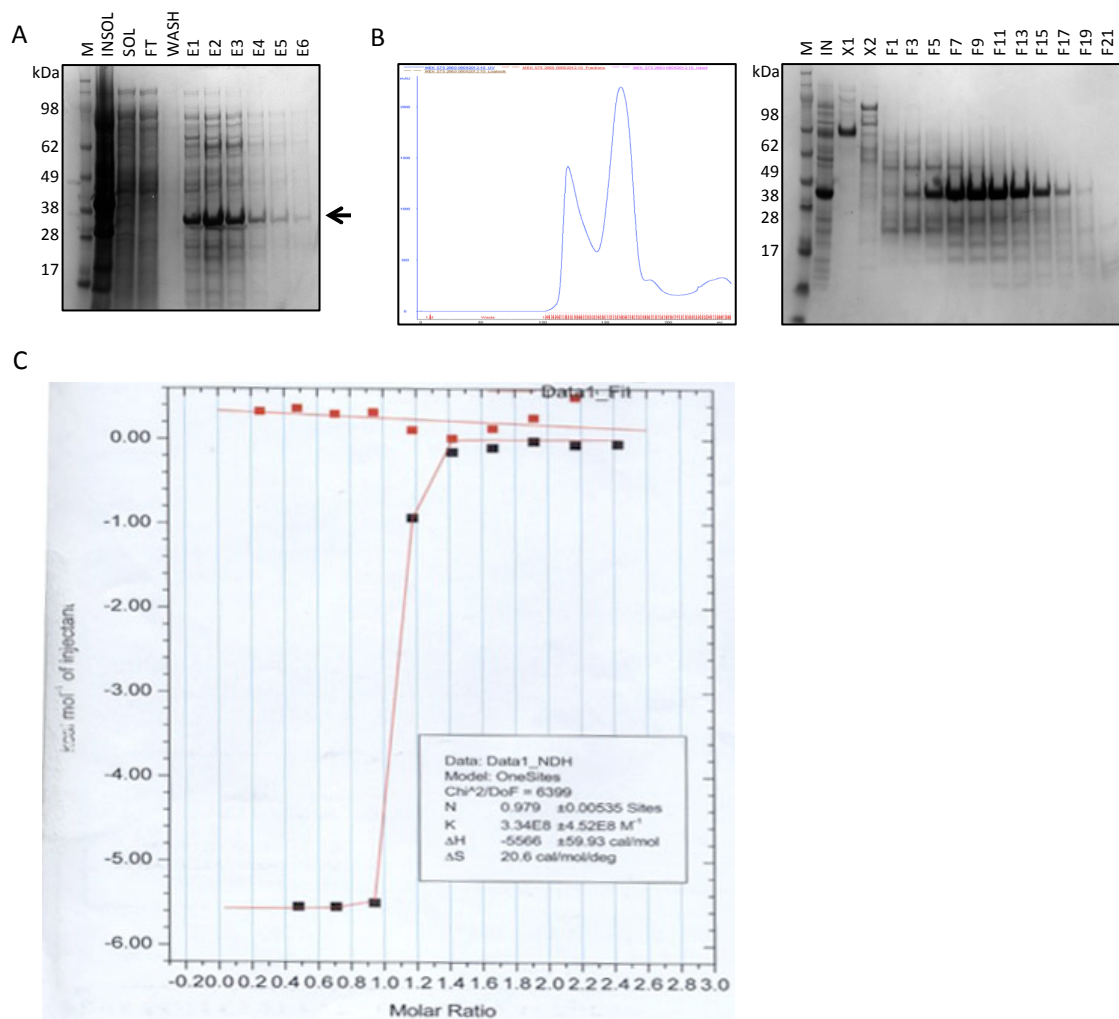 A
M INSOL SOL FT WASH E1 E2 E3 E4 E5 E6
kDa
98
62
49
38
28
17
B
M IN X1 X2 F1 F3 F5 F7 F9 F11 F13 F15 F17 F19 F21
kDa
98
62
49
38
28
17
C
Data1_Fit
0.00
-1.00
-2.00
-3.00
-4.00
-5.00
-6.00
mol⁻¹ of injectant
Data: Data1_NDH
Model: OneSites
Chi^2/DoF = 6399
N 0.979 ±0.00535 Sites
K 3.34E8 ±4.52E8 M⁻¹
ΔH -5566 ±59.93 cal/mol
ΔS 20.6 cal/mol/deg
-0.2 0.0 0.2 0.4 0.6 0.8 1.0 1.2 1.4 1.6 1.8 2.0 2.2 2.4 2.6 2.8 3.0
Molar Ratio